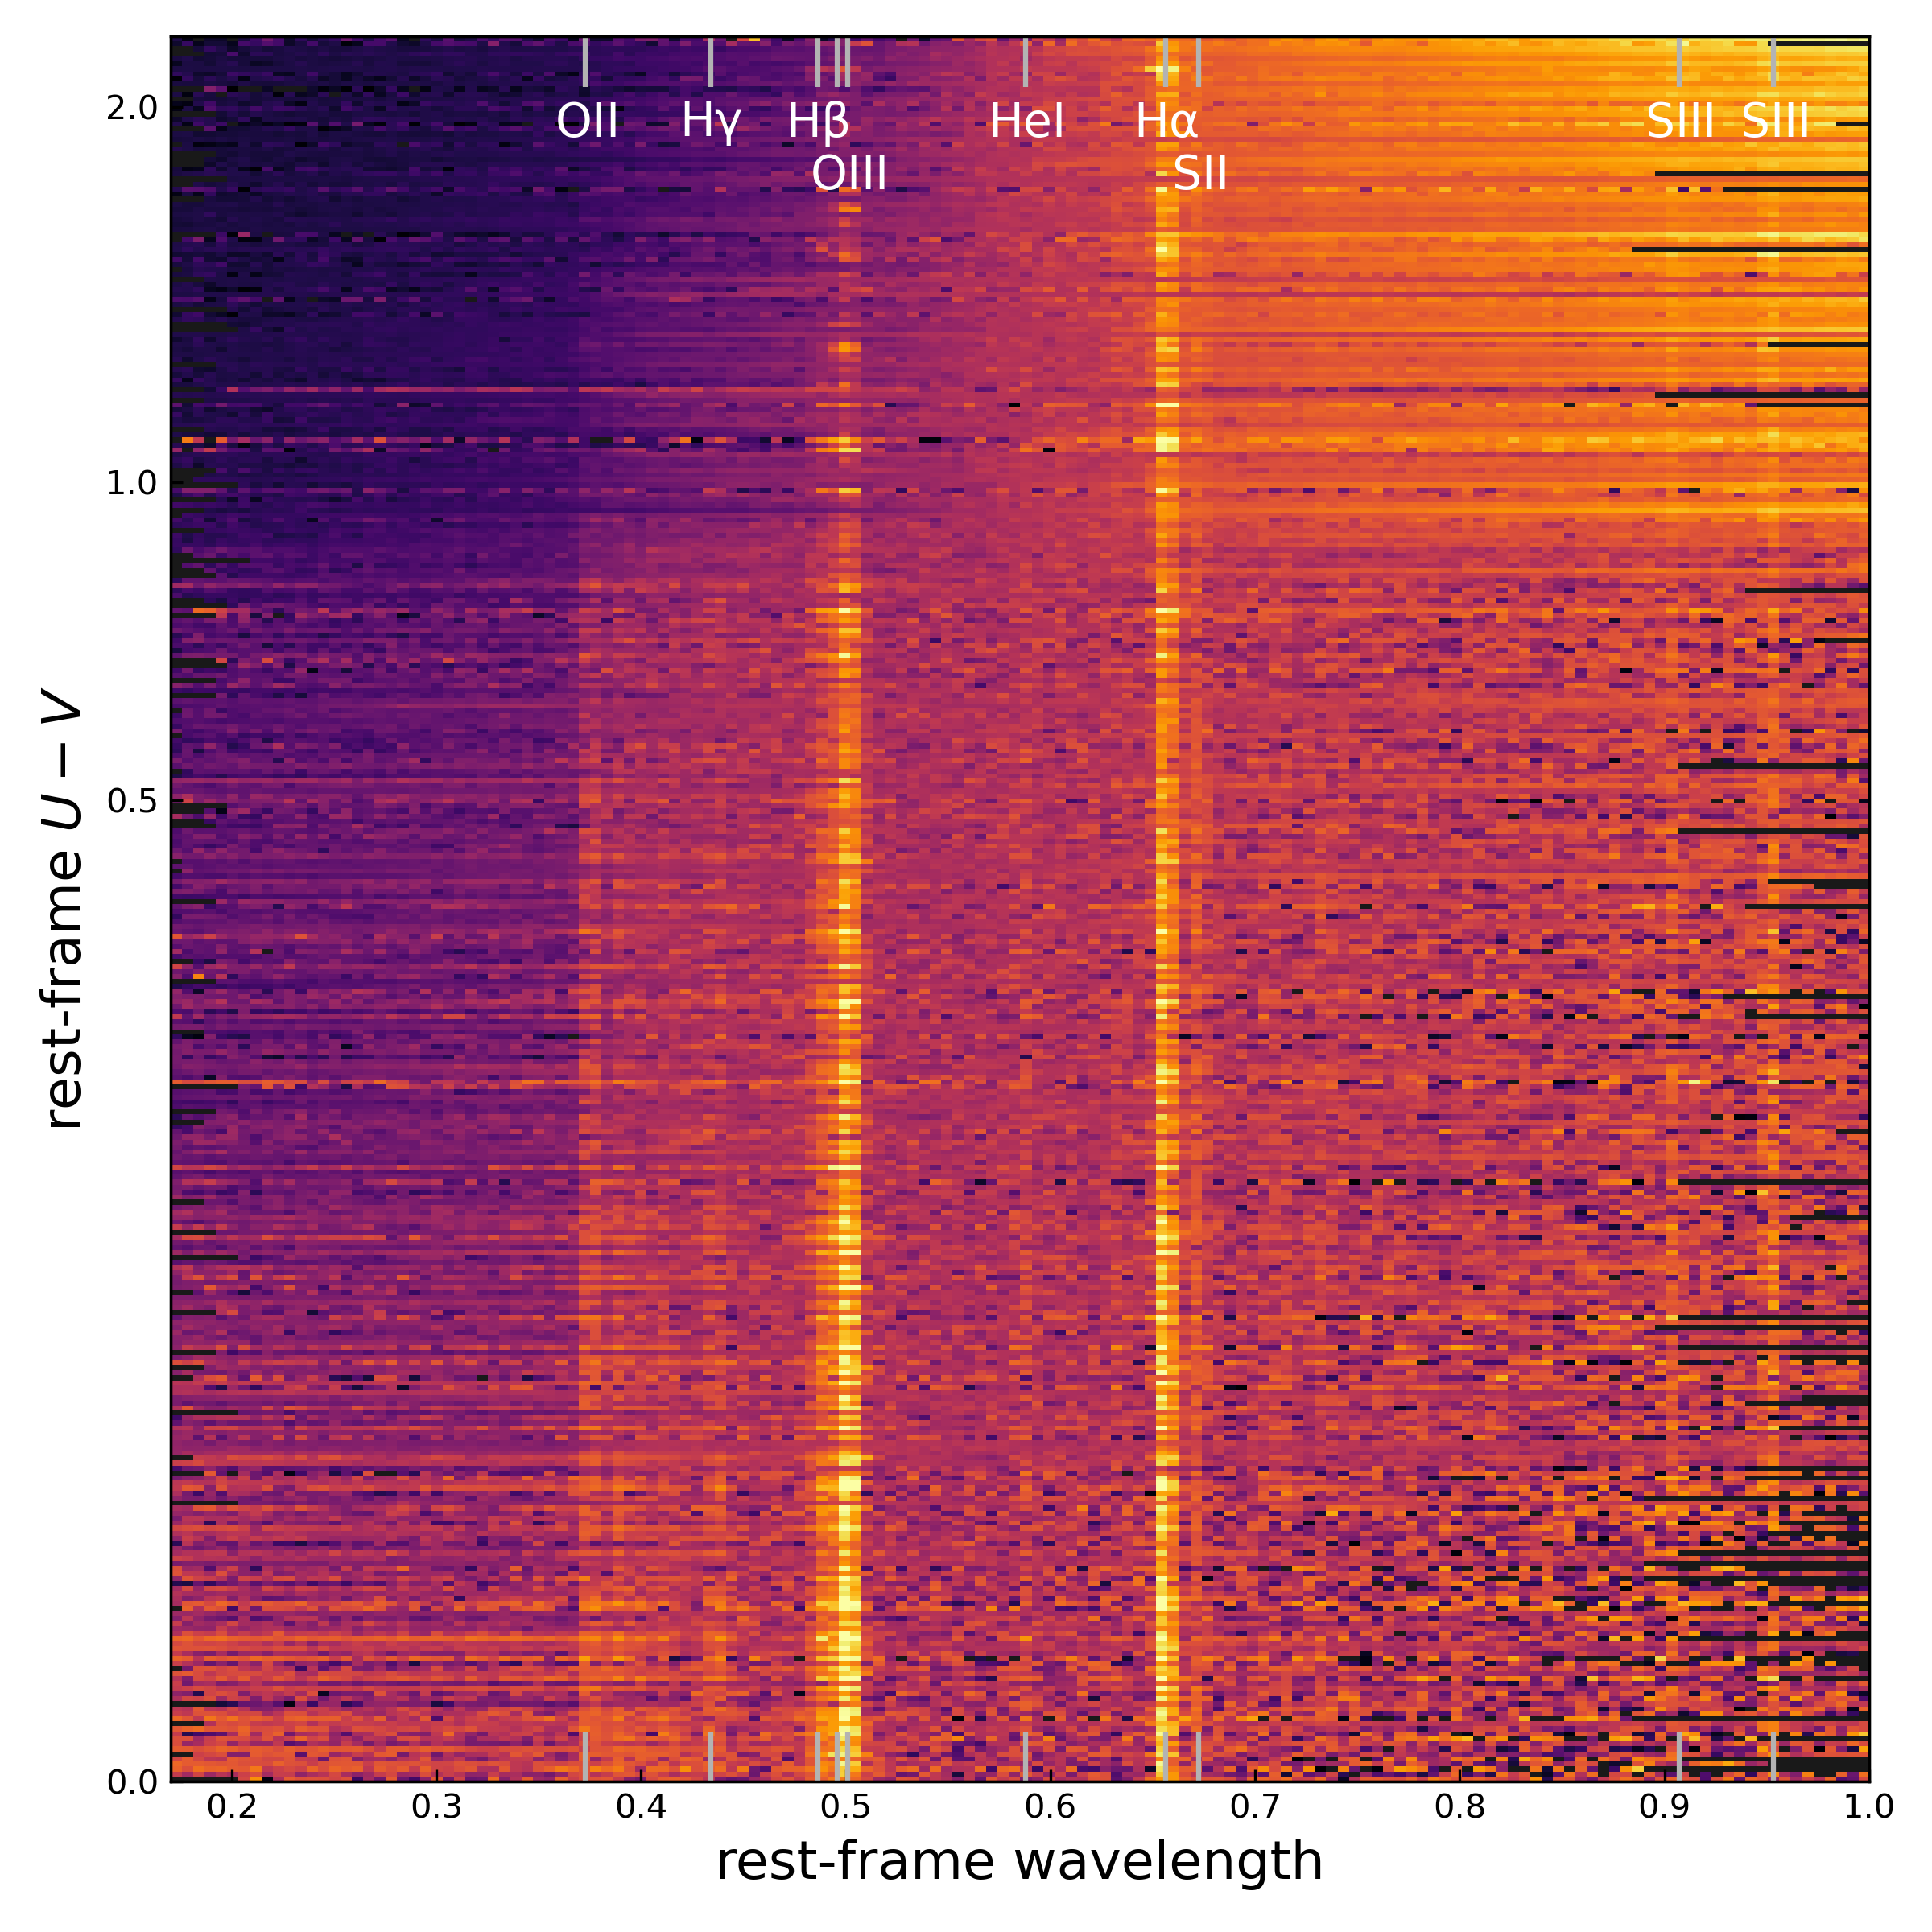 OII Hγ Hβ HeI Hα SIII SIII
OIII SII
2.0
1.0
0.5
0.0
rest-frame U − V
0.2 0.3 0.4 0.5 0.6 0.7 0.8 0.9 1.0
rest-frame wavelength